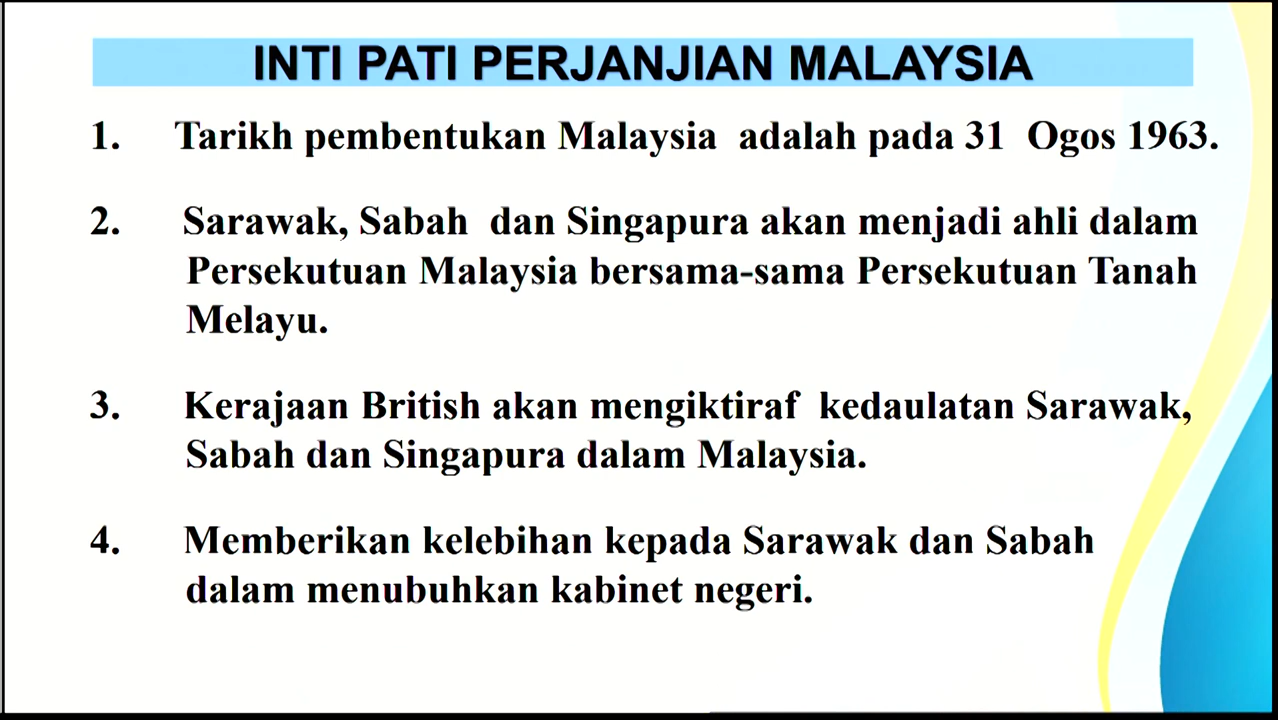 INTI PATI PERJANJIAN MALAYSIA
1. Tarikh pembentukan Malaysia adalah pada 31 Ogos 1963.
2. Sarawak, Sabah dan Singapura akan menjadi ahli dalam
Persekutuan Malaysia bersama-sama Persekutuan Tanah
Melayu.
3. Kerajaan British akan mengiktiraf kedaulatan Sarawak,
Sabah dan Singapura dalam Malaysia.
4. Memberikan kelebihan kepada Sarawak dan Sabah
dalam menubuhkan kabinet negeri.